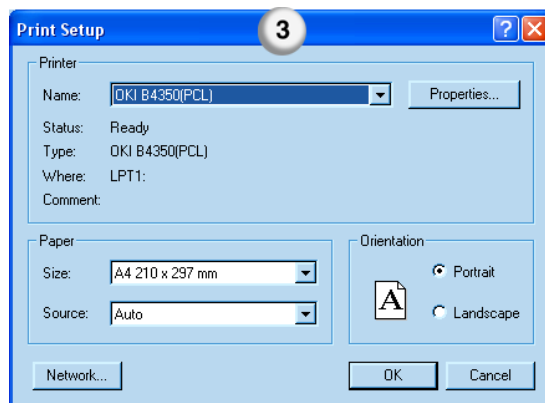 Print Setup
3
?
Printer
Name: OKI B4350(PCL) Properties...
Status: Ready
Type: OKI B4350(PCL)
Where: LPT1:
Comment:
Paper
Size: A4 210 x 297 mm
Source: Auto
Orientation
A
Portrait
Landscape
Network... OK Cancel